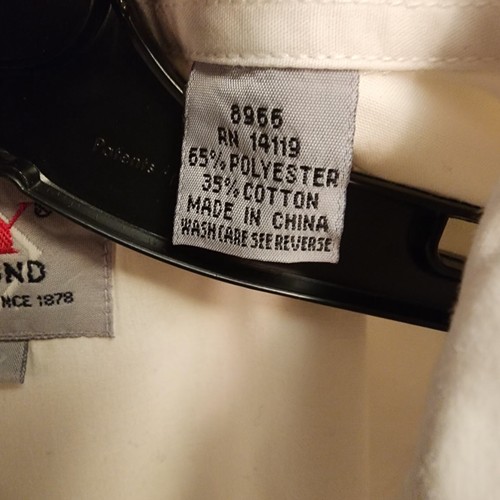 8966
RN 14119
65% POLYESTER
35% COTTON
MADE IN CHINA
WASH CARE SEE REVERSE
Patents
X®
ND
NCE 1878